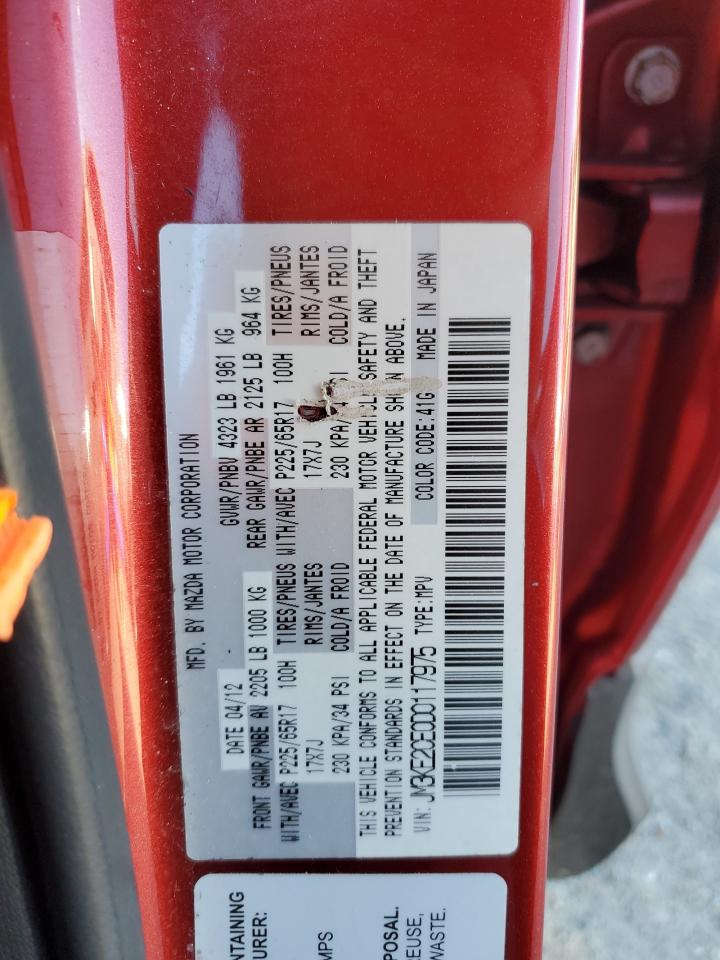 MFD. BY MAZDA MOTOR CORPORATION
DATE 04/12 GVWR/PNBV 4323 LB 1961 KG
FRONT GAWR/PNBE AV 2205 LB 1000 KG REAR GAWR/PNBE AR 2125 LB 964 KG
WITH/AVEC P225/65R17 100H TIRES/PNEUS WITH/AVEC P225/65R17 100H TIRES/PNEUS
17X7J RIMS/JANTES 17X7J RIMS/JANTES
230 KPA/34 PSI COLD/A FROID 230 KPA/ COLD/A FROID
THIS VEHICLE CONFORMS TO ALL APPLICABLE FEDERAL MOTOR VEHICLE SAFETY AND THEFT
PREVENTION STANDARDS IN EFFECT ON THE DATE OF MANUFACTURE SHOWN ABOVE.
VIN: JM3KE2CE0D0117975 TYPE:MPV COLOR CODE:41G MADE IN JAPAN
NTAINING
URER:
MPS
POSAL.
REUSE,
WASTE.